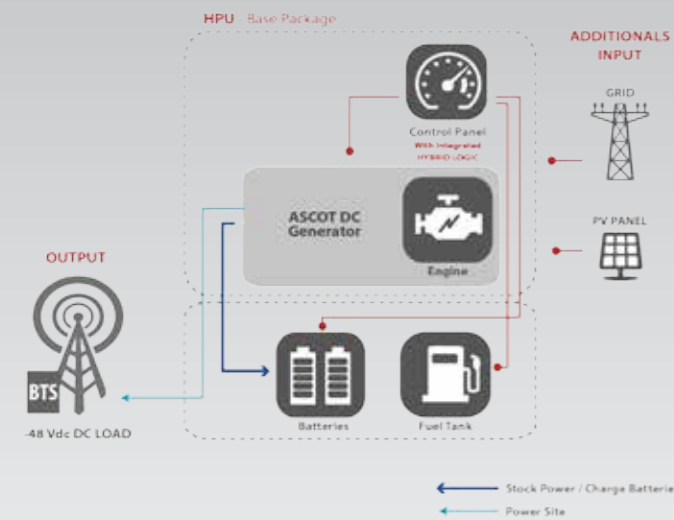 HPU - Base Package
ADDITIONALS
INPUT
GRID
Control Panel
With Integrated
HYBRID LOGIC
ASCOT DC
Generator
Engine
PV PANEL
OUTPUT
BTS
-48 Vdc DC LOAD
Batteries
Fuel Tank
Stock Power / Charge Batterie
Power Site